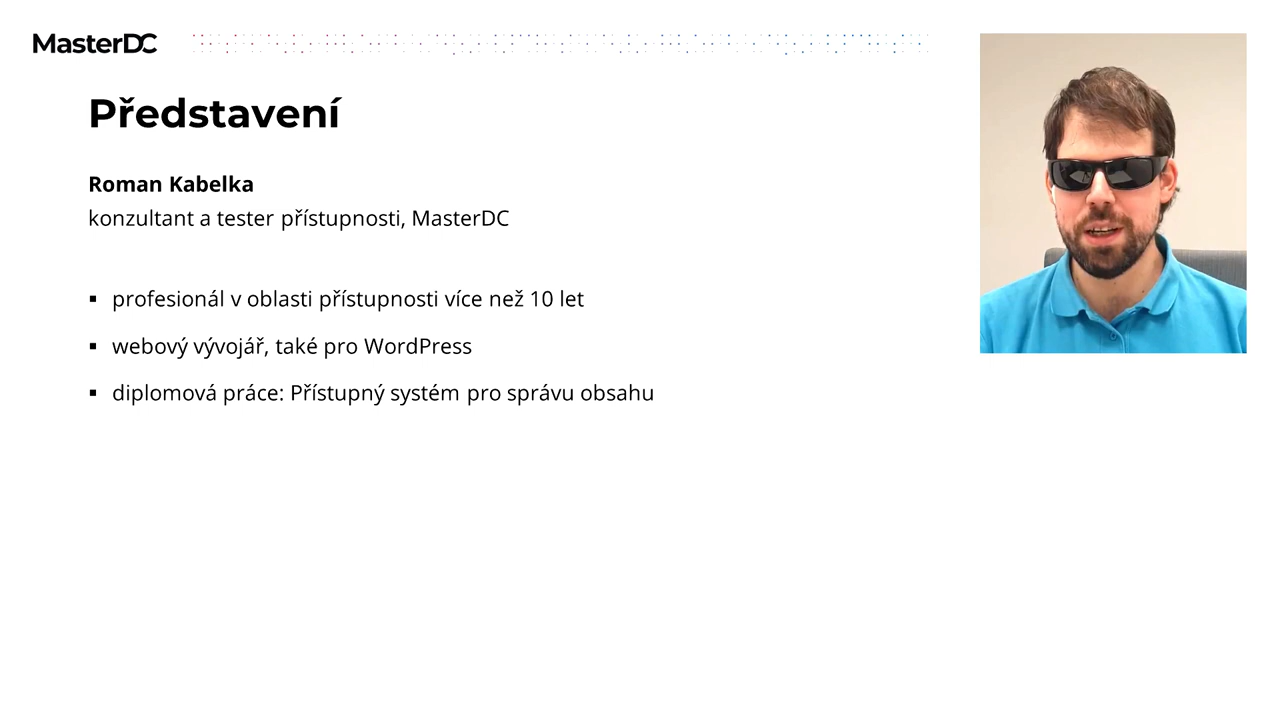 MasterDC
Představení
Roman Kabelka
konzultant a tester přístupnosti, MasterDC
▪ profesionál v oblasti přístupnosti více než 10 let
▪ webový vývojář, také pro WordPress
▪ diplomová práce: Přístupný systém pro správu obsahu